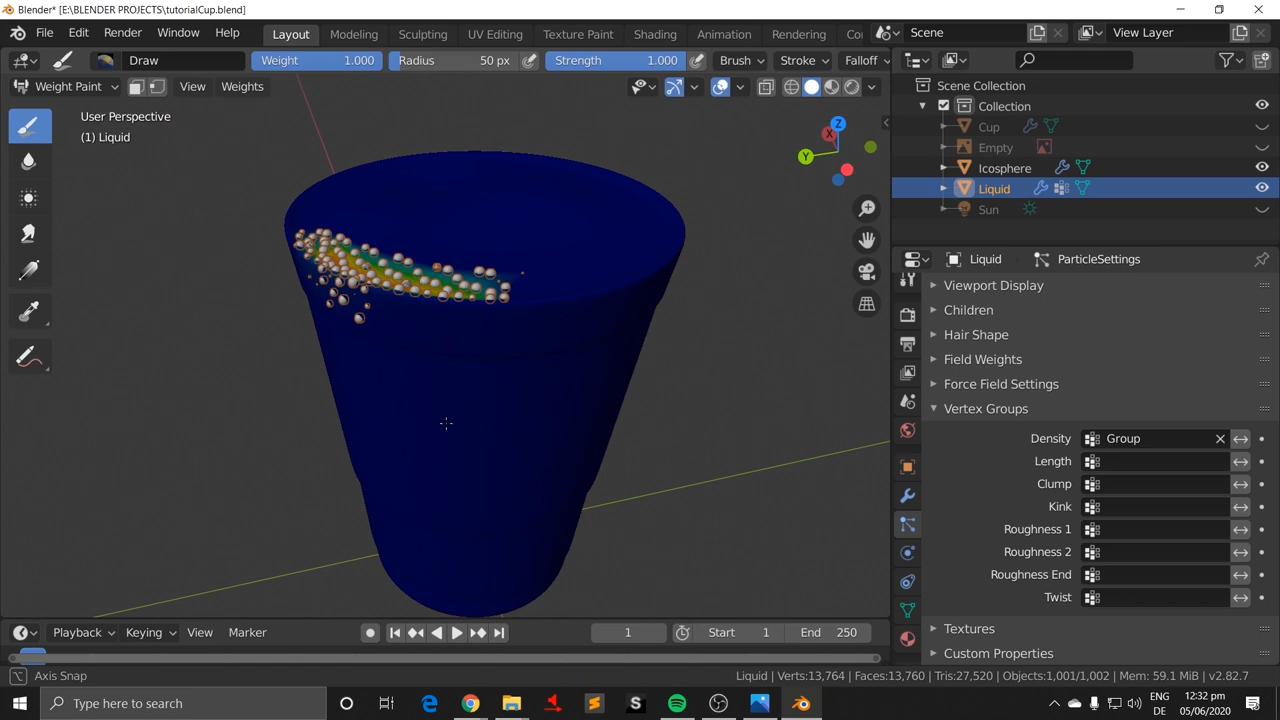 Blender* [E:\BLENDER PROJECTS\tutorialCup.blend]
File Edit Render Window Help Layout Modeling Sculpting UV Editing Texture Paint Shading Animation Rendering Co Scene View Layer
Draw Weight 1.000 Radius 50 px Strength 1.000 Brush Stroke Falloff
Weight Paint View Weights
Scene Collection
Collection
Cup
Empty
Icosphere
Liquid
Sun
User Perspective
(1) Liquid
Z
X
Y
Liquid ParticleSettings
Viewport Display
Children
Hair Shape
Field Weights
Force Field Settings
Vertex Groups
Density Group
Length
Clump
Kink
Roughness 1
Roughness 2
Roughness End
Twist
Textures
Custom Properties
Playback Keying View Marker 1 Start 1 End 250
Axis Snap Liquid | Verts:13,764 | Faces:13,760 | Tris:27,520 | Objects:1,001/1,002 | Mem: 59.1 MiB | v2.82.7
Type here to search
ENG 12:32 pm
DE 05/06/2020